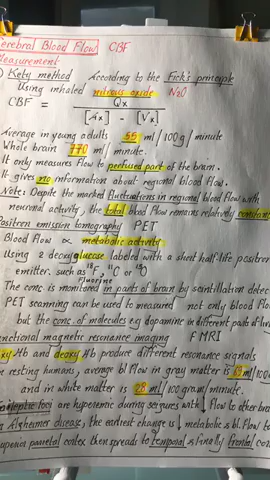 Cerebral Blood Flow CBF
Measurement:
) Kety method According to the Fick's principle
Using inhaled nitrous oxide N2O
CBF = Qx
[Ax] - [Vx]
Average in young adults 55 ml/100g/minute
Whole brain 770 ml/minute.
It only measures flow to perfused part of the brain.
It gives no information about regional blood flow.
Note: Despite the marked fluctuations in regional blood flow with
neuronal activity, the total blood flow remains relatively constant
Positron emission tomography PET
Blood flow ∝ metabolic activity
Using 2 deoxyglucose labeled with a short half-life positron
emitter. such as 18F, 11C or 15O
fluorine
The conc is monitored in parts of brain by scintillation detec
PET scanning can be used to measured not only blood flo
but the conc. of molecules eg dopamine in different parts of
unctional magnetic resonance imaging FMRI
oxyHb and deoxyHb produce different resonance signals
resting humans, average bl flow in gray matter is 69 ml/100
and in white matter is 28 ml/100gram/minute.
Epileptic foci are hyperemic during seizures with ↓ flow to other
In Alzheimer disease, the earliest change is ↓ metabolic & bl. flow to
superior parietal cortex then spreads to temporal & finally frontal co